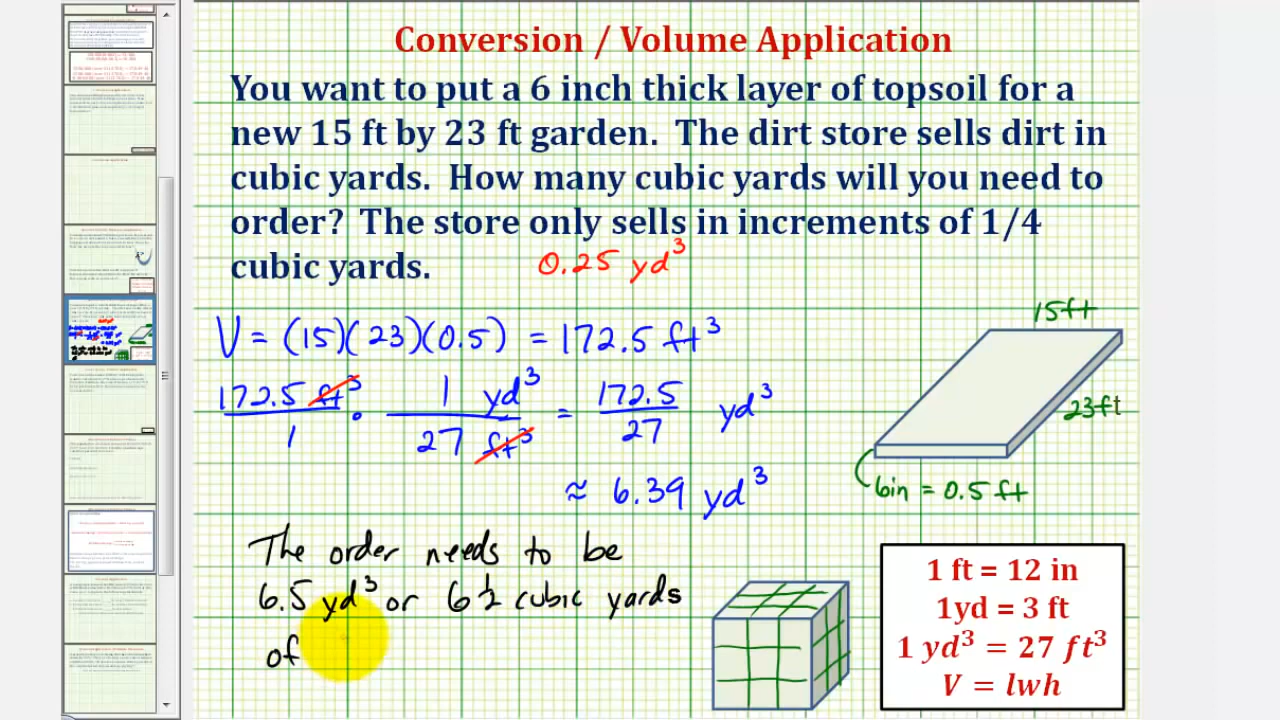 Conversion / Volume Application
You want to put a 6 inch thick layer of topsoil for a
new 15 ft by 23 ft garden. The dirt store sells dirt in
cubic yards. How many cubic yards will you need to
order? The store only sells in increments of 1/4
cubic yards.
0.25 yd³
V = (15)(23)(0.5) = 172.5 ft³
172.5 ft³/1 · 1 yd³/27 ft³ = 172.5/27 yd³
≈ 6.39 yd³
The order needs to be
6.5 yd³ or 6½ cubic yards
of
15ft
23ft
6in = 0.5 ft
1 ft = 12 in
1yd = 3 ft
1 yd³ = 27 ft³
V = lwh